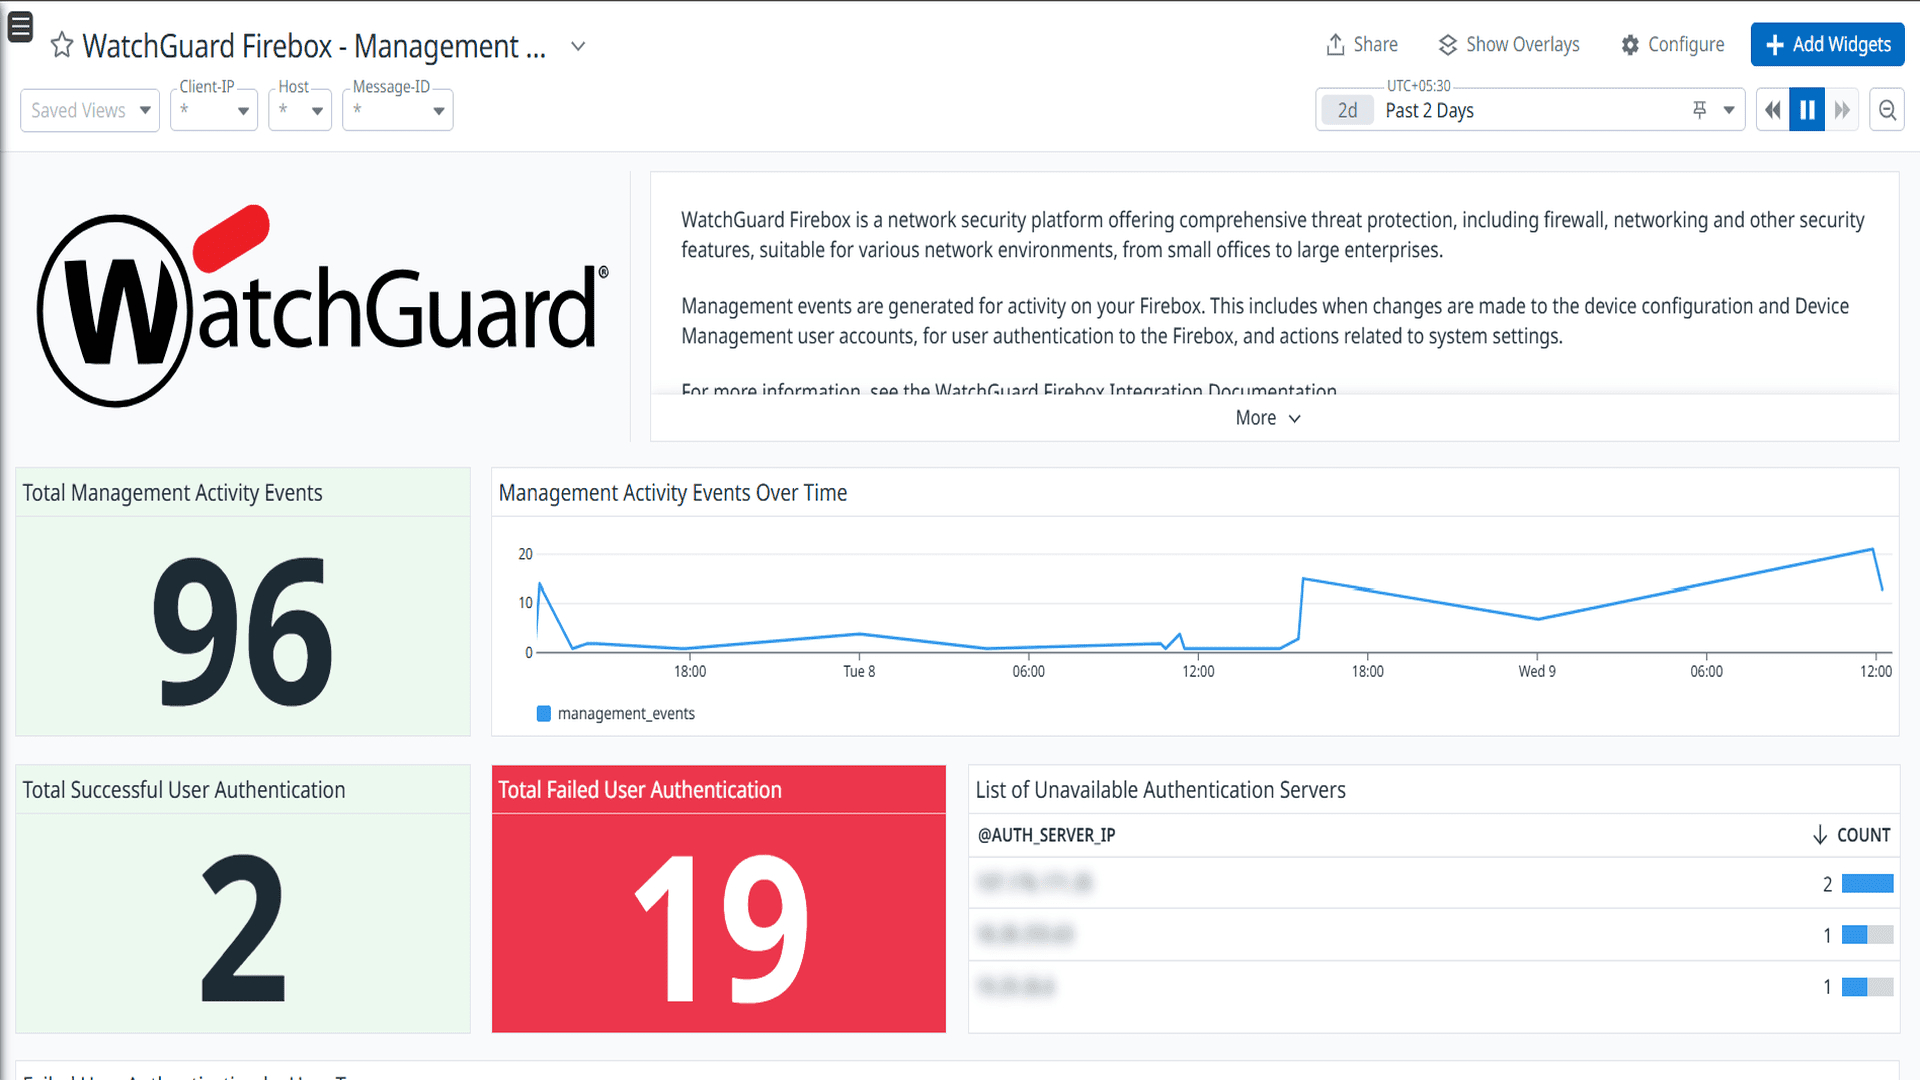 WatchGuard Firebox - Management ...
Share
Show Overlays
Configure
Add Widgets
Saved Views
Client-IP
*
Host
*
Message-ID
*
UTC+05:30
2d
Past 2 Days
WatchGuard®
WatchGuard Firebox is a network security platform offering comprehensive threat protection, including firewall, networking and other security
features, suitable for various network environments, from small offices to large enterprises.
Management events are generated for activity on your Firebox. This includes when changes are made to the device configuration and Device
Management user accounts, for user authentication to the Firebox, and actions related to system settings.
For more information, see the WatchGuard Firebox Integration Documentation
More
Total Management Activity Events
96
Management Activity Events Over Time
20
10
0
18:00
Tue 8
06:00
12:00
18:00
Wed 9
06:00
12:00
management_events
Total Successful User Authentication
2
Total Failed User Authentication
19
List of Unavailable Authentication Servers
@AUTH_SERVER_IP
COUNT
2
1
1